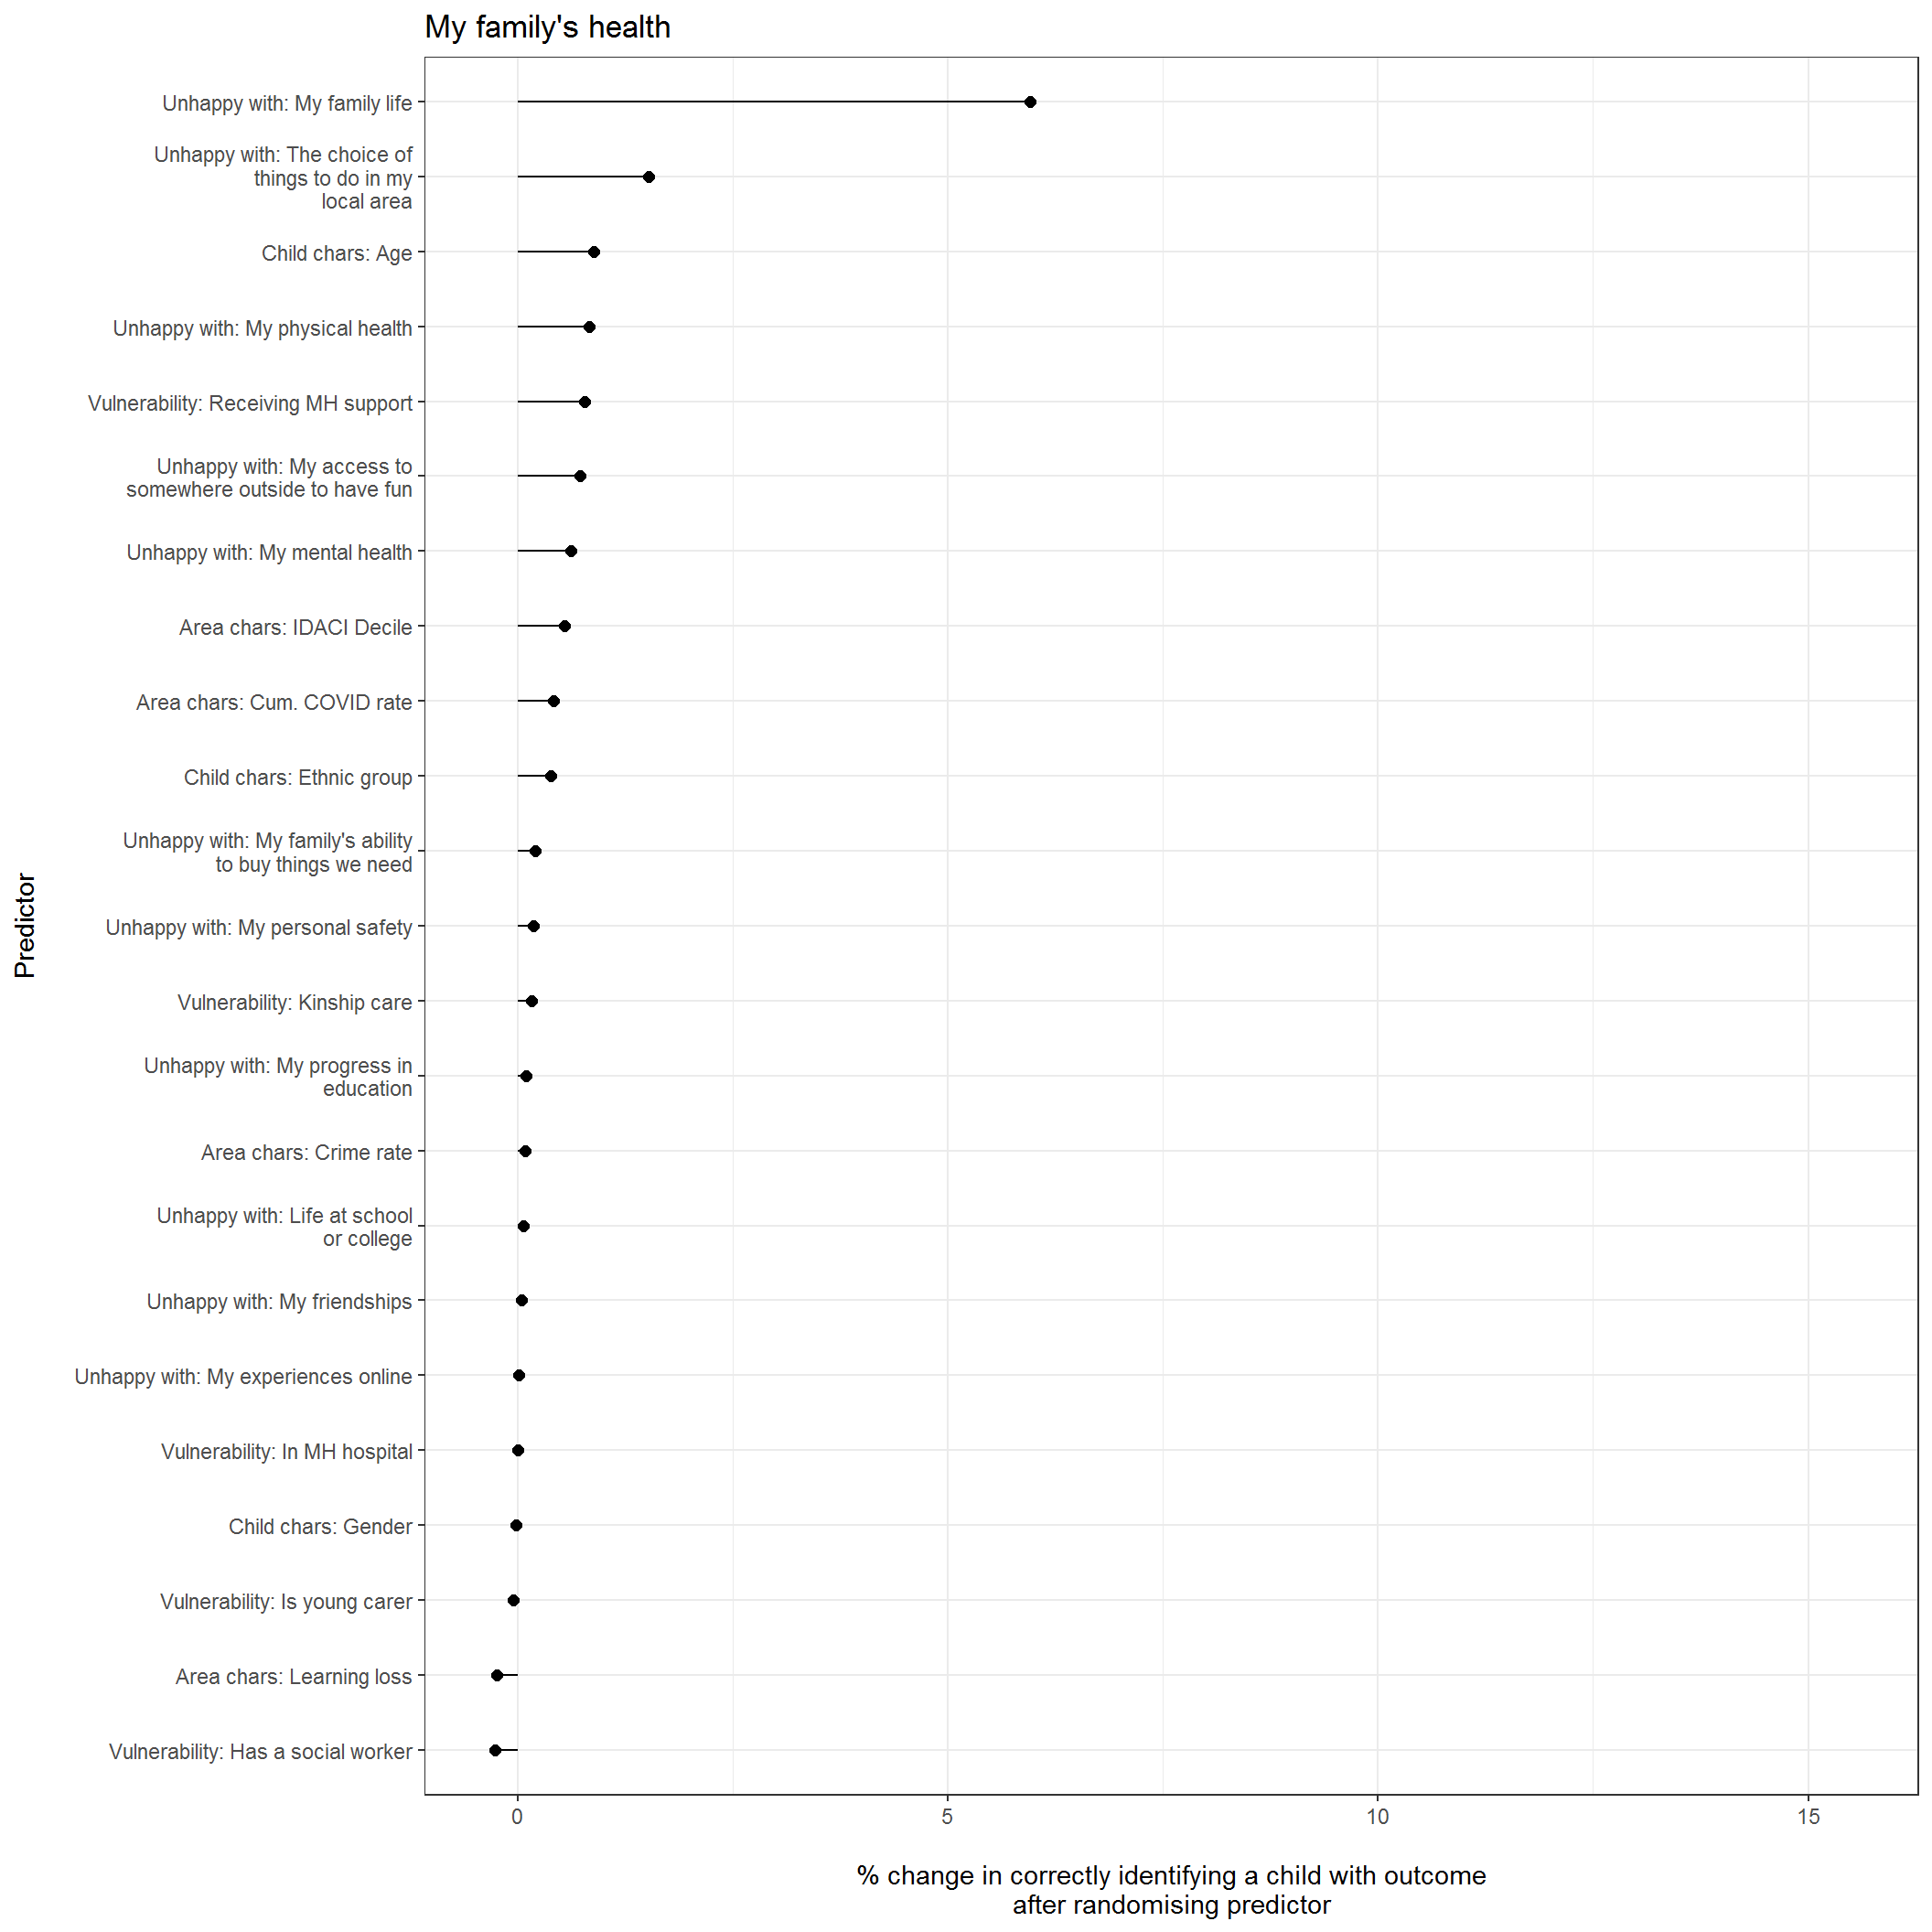 My family's health
Unhappy with: My family life
Unhappy with: The choice of
things to do in my
local area
Child chars: Age
Unhappy with: My physical health
Vulnerability: Receiving MH support
Unhappy with: My access to
somewhere outside to have fun
Unhappy with: My mental health
Area chars: IDACI Decile
Area chars: Cum. COVID rate
Child chars: Ethnic group
Unhappy with: My family's ability
to buy things we need
Unhappy with: My personal safety
Vulnerability: Kinship care
Unhappy with: My progress in
education
Area chars: Crime rate
Unhappy with: Life at school
or college
Unhappy with: My friendships
Unhappy with: My experiences online
Vulnerability: In MH hospital
Child chars: Gender
Vulnerability: Is young carer
Area chars: Learning loss
Vulnerability: Has a social worker
Predictor
0 5 10 15
% change in correctly identifying a child with outcome
after randomising predictor